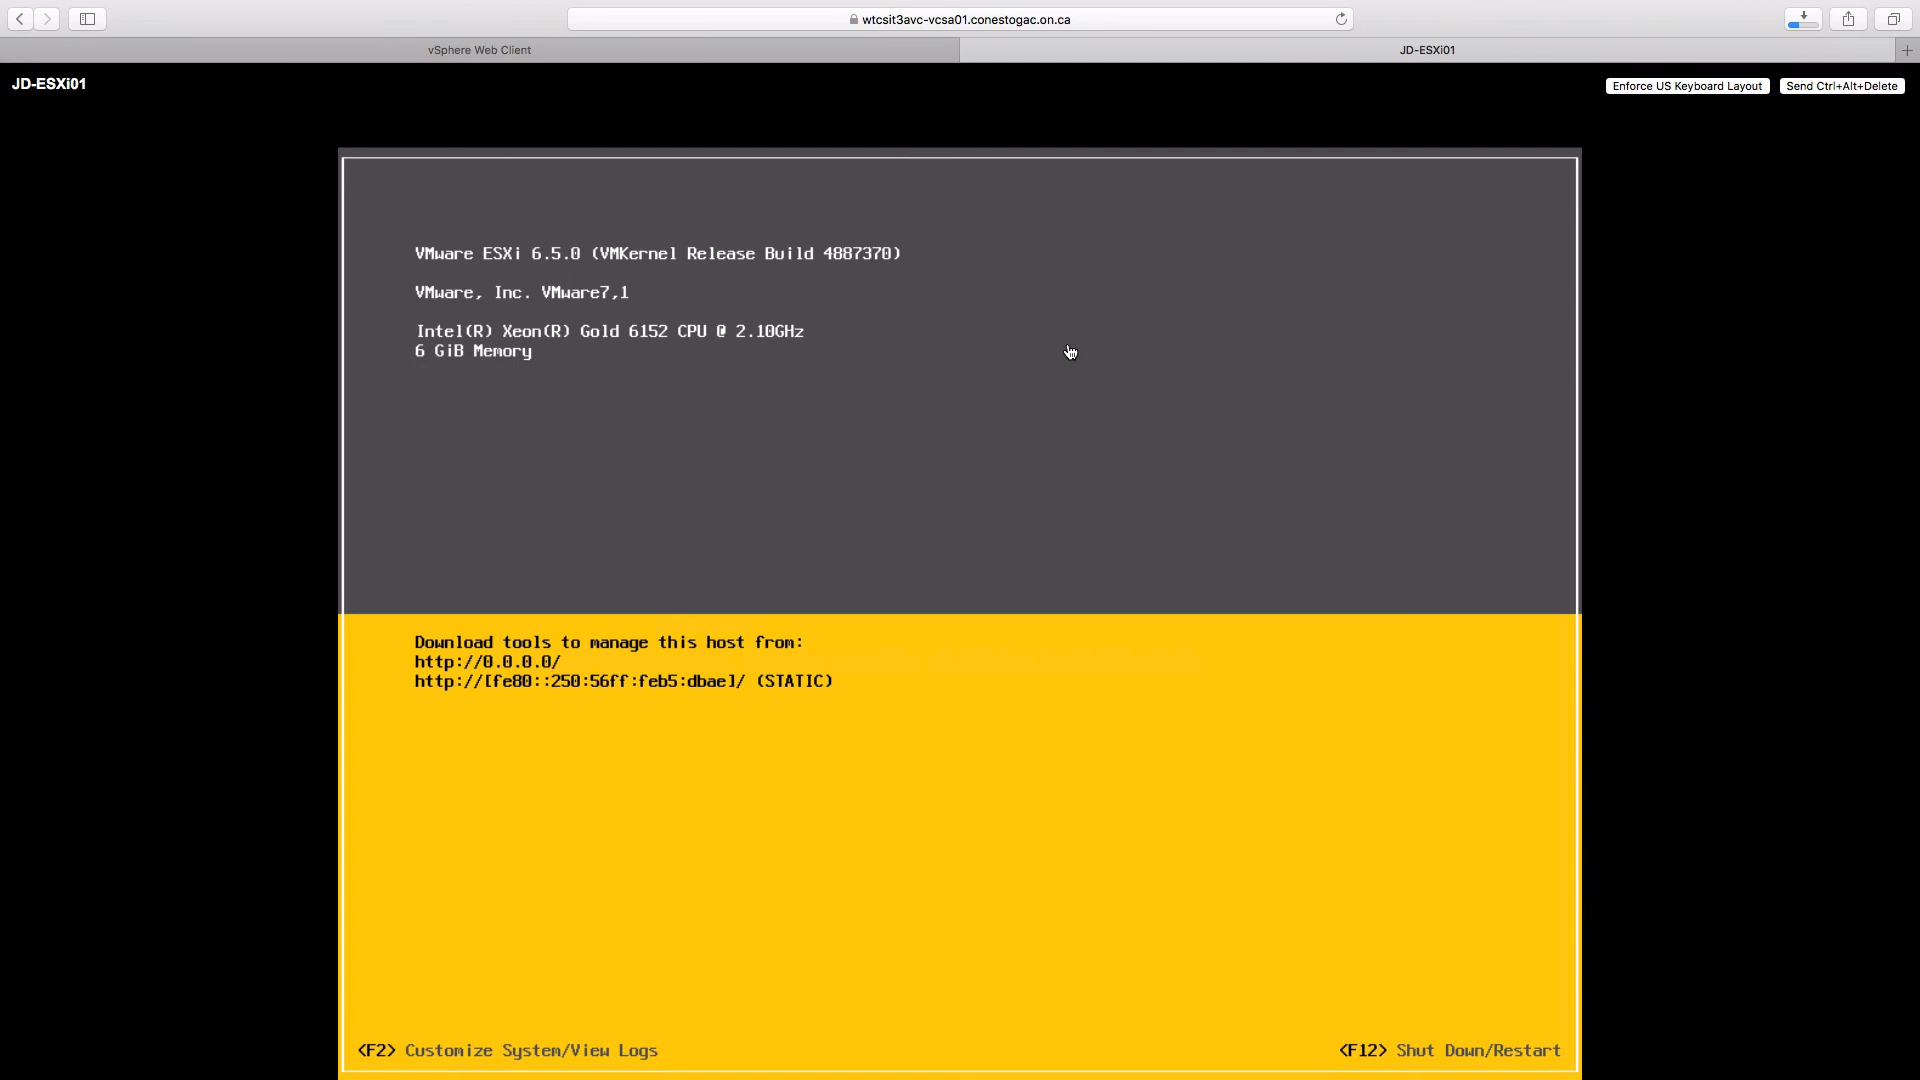 wtcsit3avc-vcsa01.conestogac.on.ca
vSphere Web Client
JD-ESXi01
JD-ESXi01
Enforce US Keyboard Layout
Send Ctrl+Alt+Delete
VMware ESXi 6.5.0 (VMKernel Release Build 4887370)
VMware, Inc. VMware7,1
Intel(R) Xeon(R) Gold 6152 CPU @ 2.10GHz
6 GiB Memory
Download tools to manage this host from:
http://0.0.0.0/
http://[fe80::250:56ff:feb5:dbae]/ (STATIC)
<F2> Customize System/View Logs
<F12> Shut Down/Restart